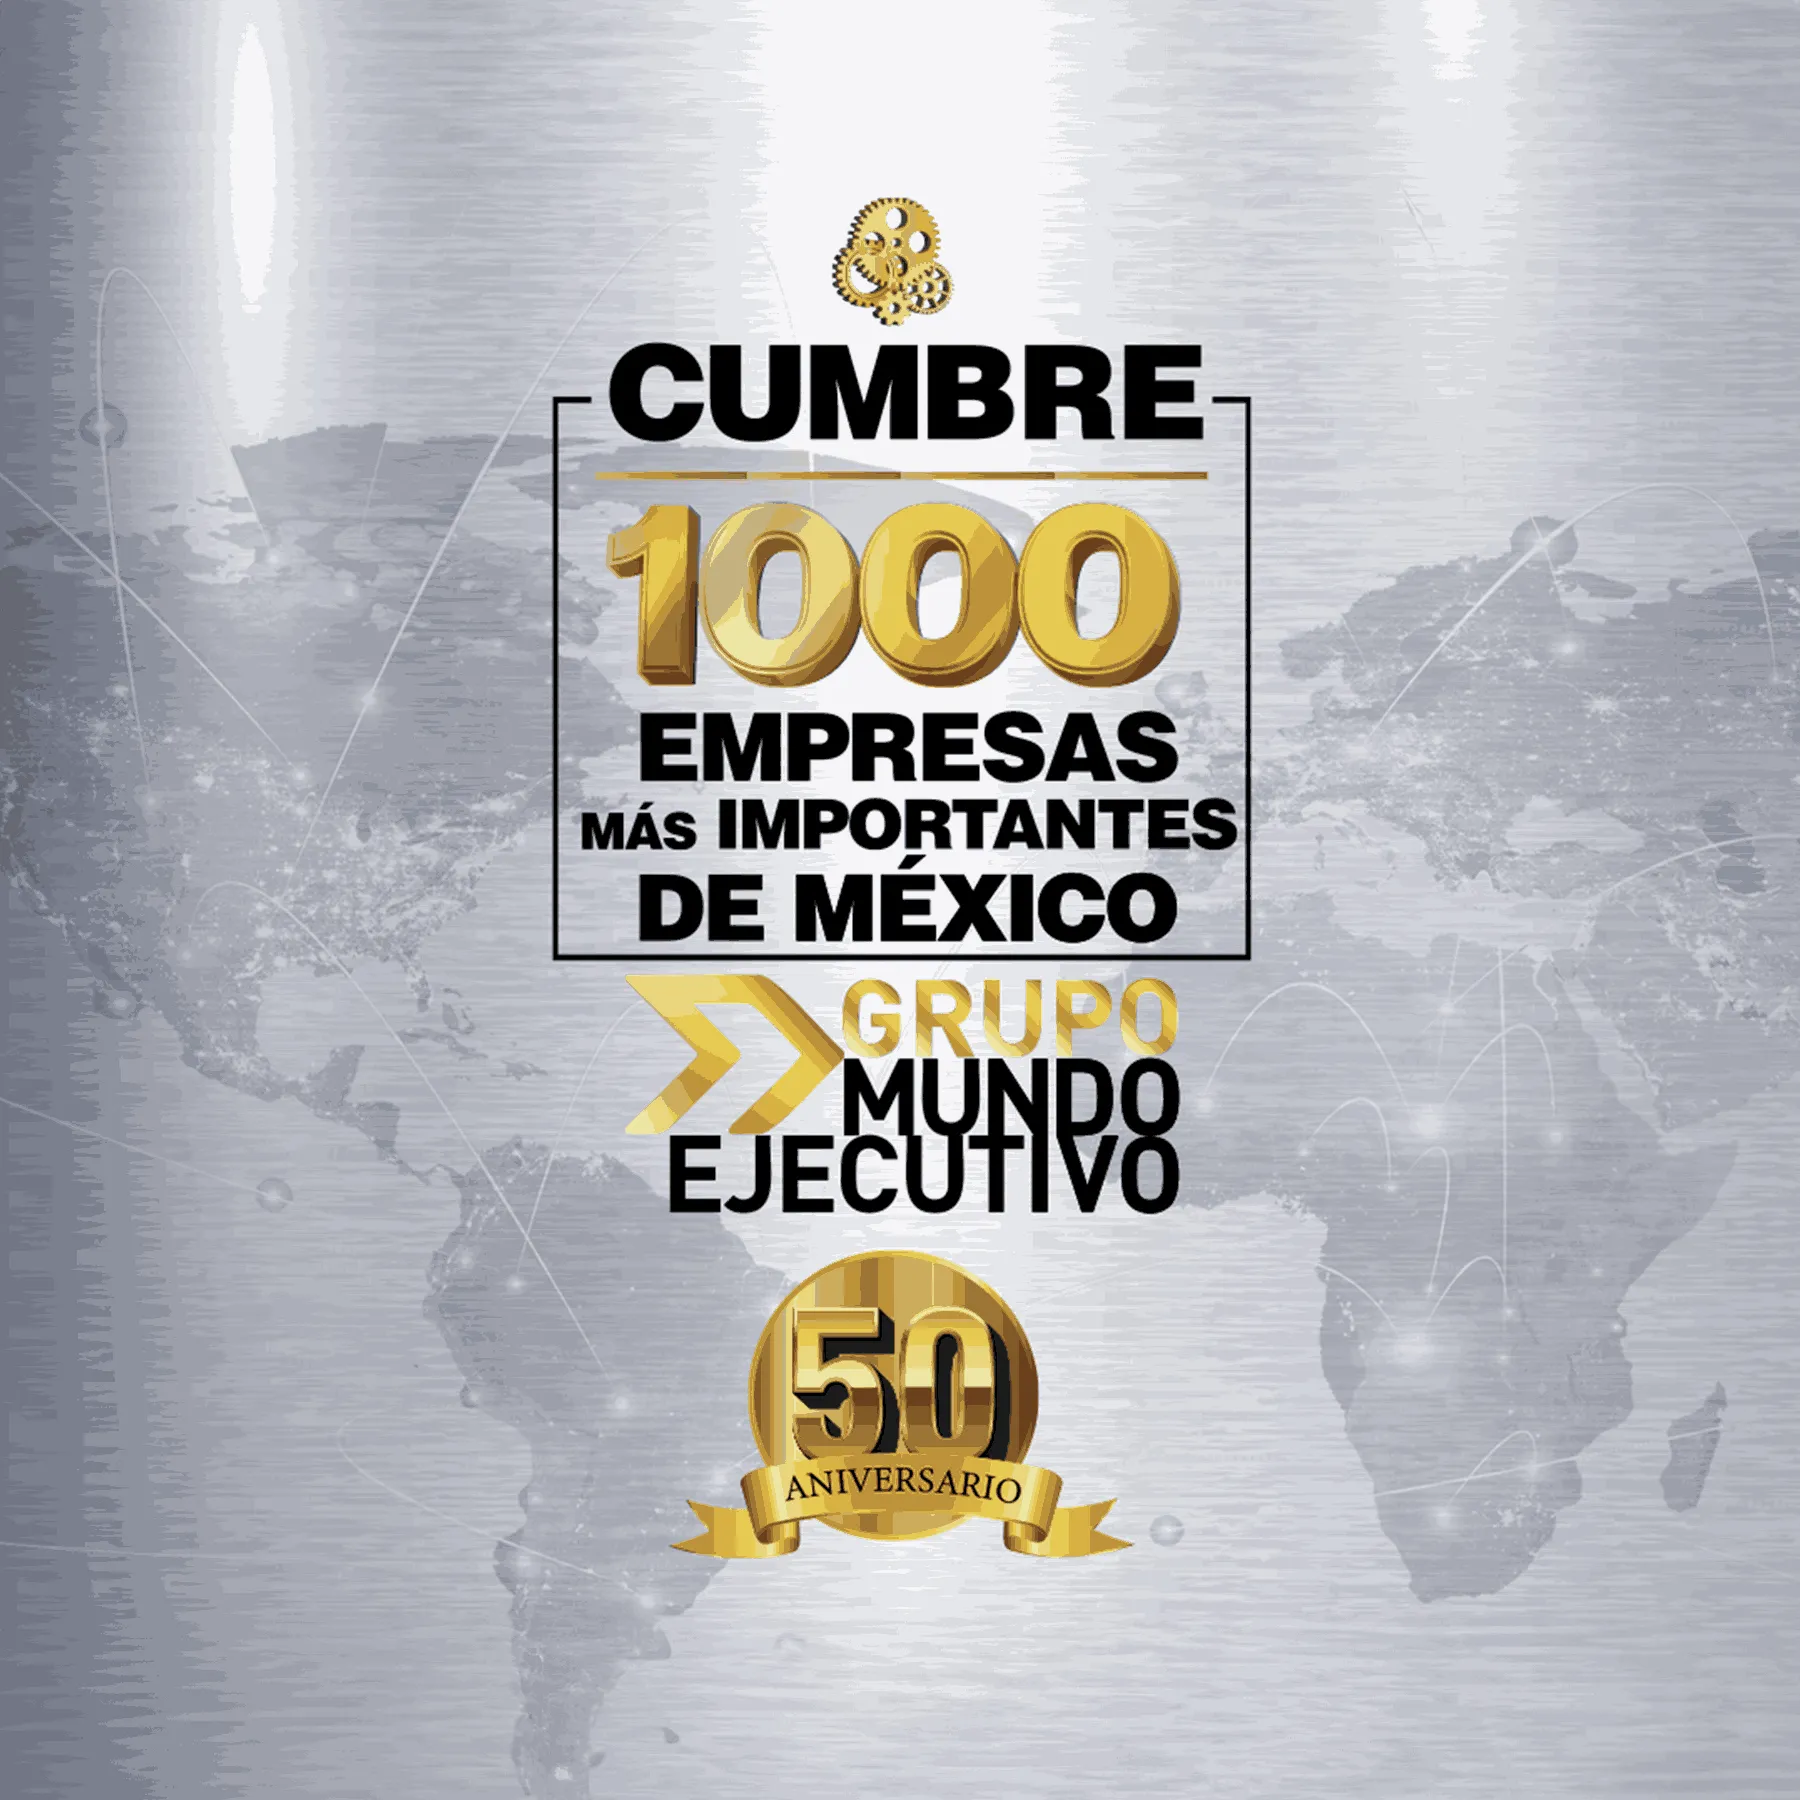 CUMBRE
1000
EMPRESAS
MÁS IMPORTANTES
DE MÉXICO
GRUPO
MUNDO
EJECUTIVO
50
ANIVERSARIO